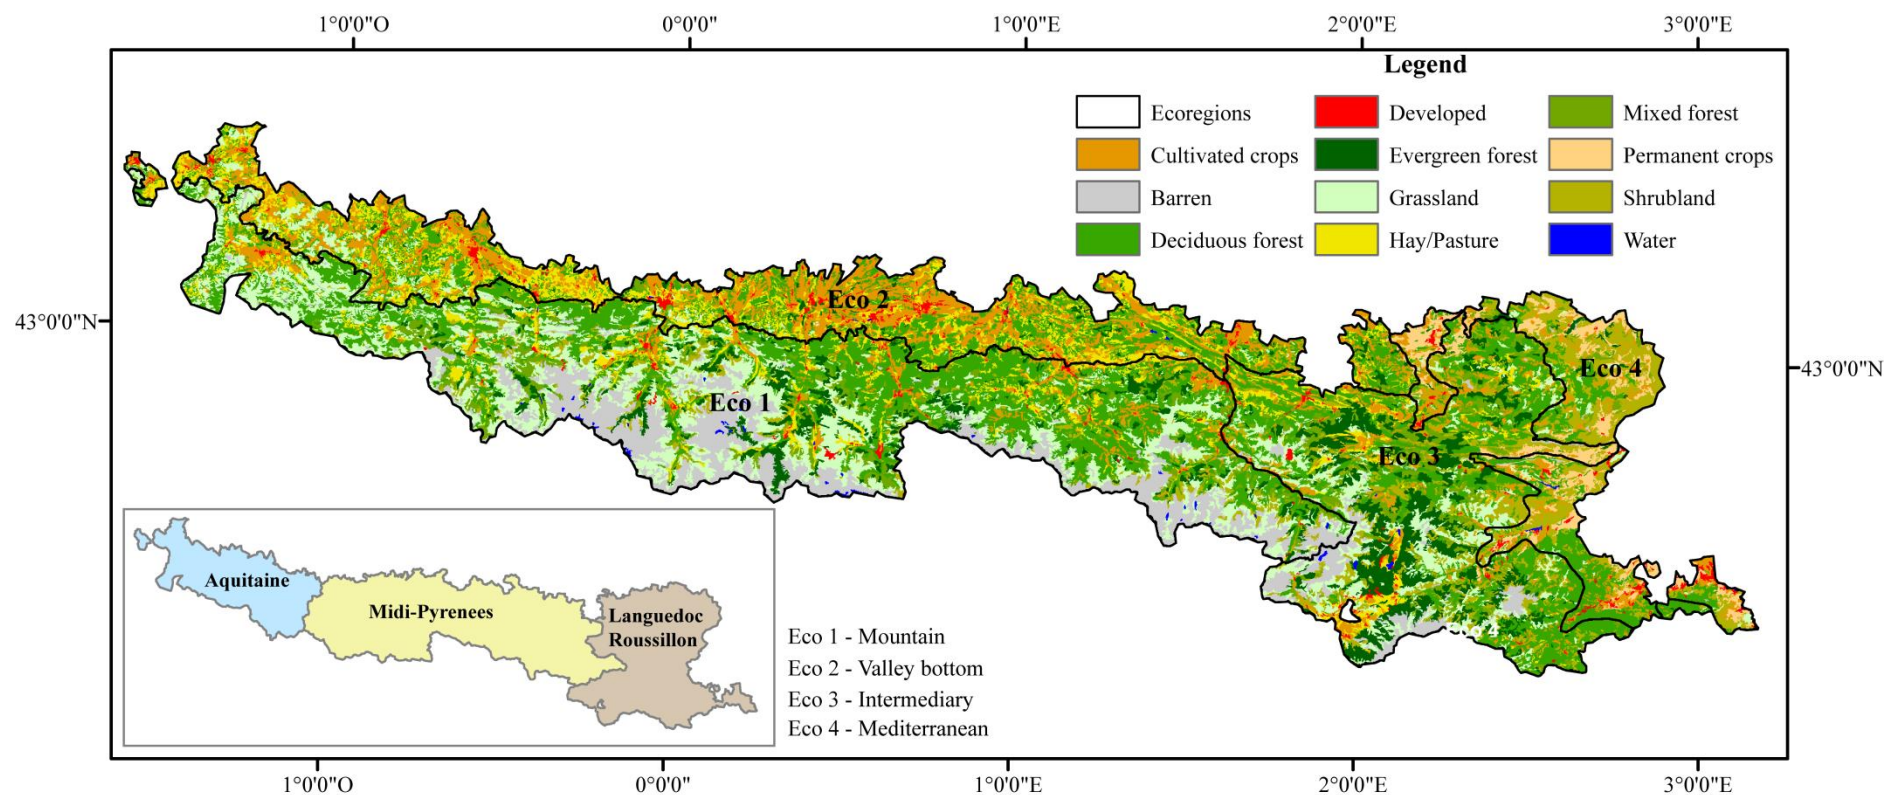 1°0'0"O 0°0'0" 1°0'0"E 2°0'0"E 3°0'0"E
Legend
Ecoregions Developed Mixed forest
Cultivated crops Evergreen forest Permanent crops
Barren Grassland Shrubland
Deciduous forest Hay/Pasture Water
43°0'0"N
Eco 2
Eco 4
43°0'0"N
Eco 1
Eco 3
Aquitaine
Midi-Pyrenees
Languedoc
Roussillon
Eco 1 - Mountain
Eco 2 - Valley bottom
Eco 3 - Intermediary
Eco 4 - Mediterranean
1°0'0"O 0°0'0" 1°0'0"E 2°0'0"E 3°0'0"E